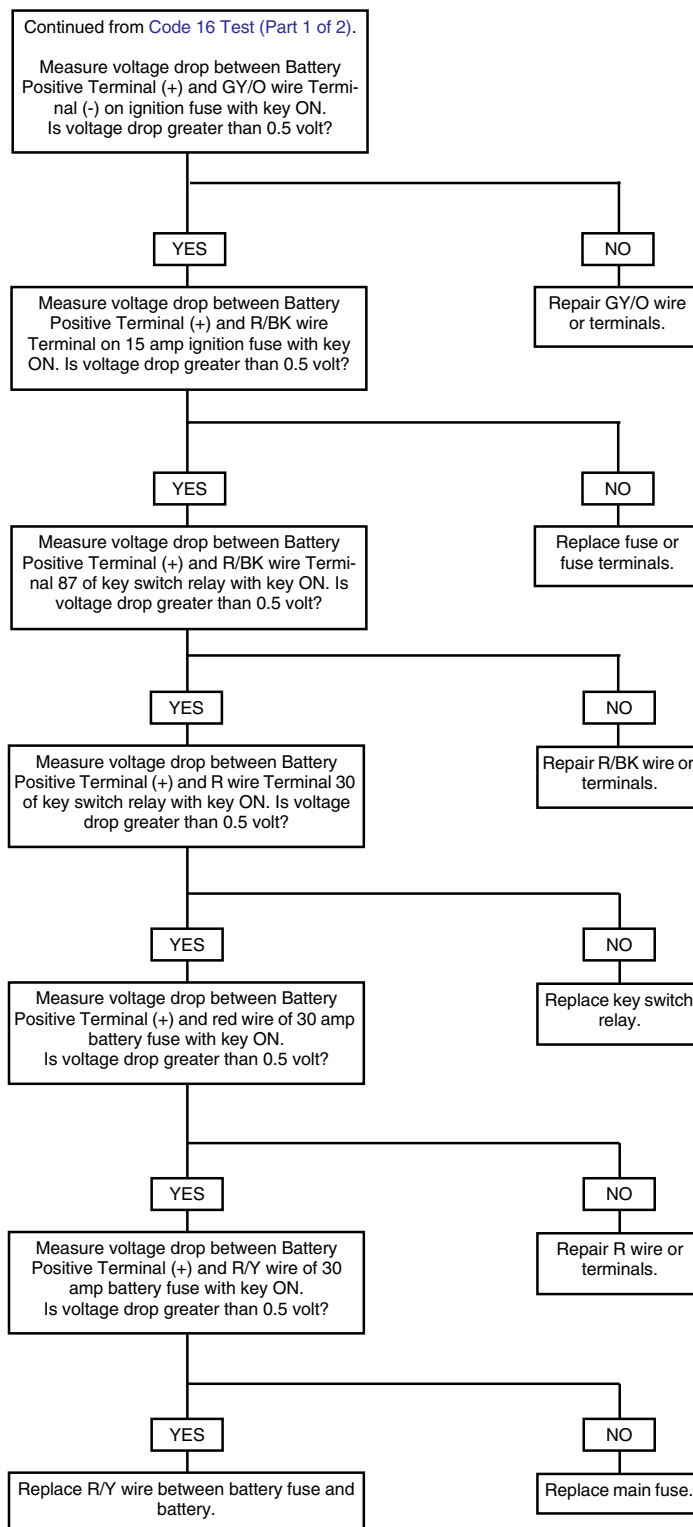 Continued from Code 16 Test (Part 1 of 2).
Measure voltage drop between Battery
Positive Terminal (+) and GY/O wire Termi-
nal (-) on ignition fuse with key ON.
Is voltage drop greater than 0.5 volt?
YES
NO
Measure voltage drop between Battery
Positive Terminal (+) and R/BK wire
Terminal on 15 amp ignition fuse with key
ON. Is voltage drop greater than 0.5 volt?
Repair GY/O wire
or terminals.
YES
NO
Measure voltage drop between Battery
Positive Terminal (+) and R/BK wire Termi-
nal 87 of key switch relay with key ON. Is
voltage drop greater than 0.5 volt?
Replace fuse or
fuse terminals.
YES
NO
Measure voltage drop between Battery
Positive Terminal (+) and R wire Terminal 30
of key switch relay with key ON. Is voltage
drop greater than 0.5 volt?
Repair R/BK wire or
terminals.
YES
NO
Measure voltage drop between Battery
Positive Terminal (+) and red wire of 30 amp
battery fuse with key ON.
Is voltage drop greater than 0.5 volt?
Replace key switch
relay.
YES
NO
Measure voltage drop between Battery
Positive Terminal (+) and R/Y wire of 30
amp battery fuse with key ON.
Is voltage drop greater than 0.5 volt?
Repair R wire or
terminals.
YES
NO
Replace R/Y wire between battery fuse and
battery.
Replace main fuse.